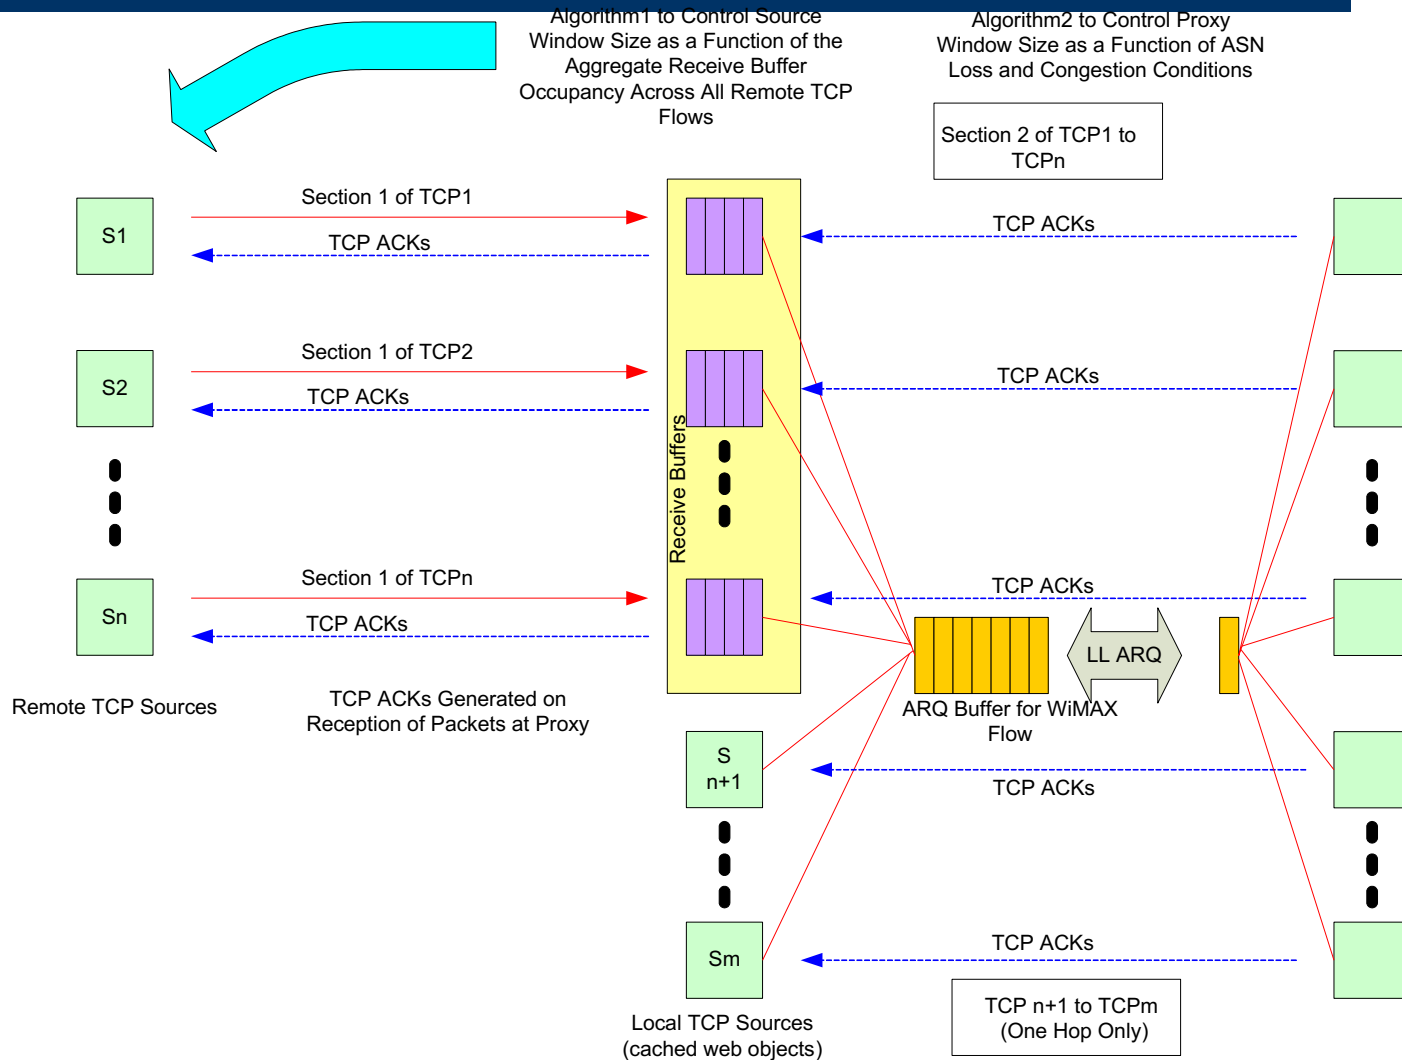 Algorithm1 to Control Source
Window Size as a Function of the
Aggregate Receive Buffer
Occupancy Across All Remote TCP
Flows
Algorithm2 to Control Proxy
Window Size as a Function of ASN
Loss and Congestion Conditions
Section 2 of TCP1 to
TCPn
S1
Section 1 of TCP1
TCP ACKs
TCP ACKs
S2
Section 1 of TCP2
TCP ACKs
TCP ACKs
Receive Buffers
Sn
Section 1 of TCPn
TCP ACKs
TCP ACKs
LL ARQ
Remote TCP Sources
TCP ACKs Generated on
Reception of Packets at Proxy
ARQ Buffer for WiMAX
Flow
S
n+1
TCP ACKs
Sm
TCP ACKs
Local TCP Sources
(cached web objects)
TCP n+1 to TCPm
(One Hop Only)